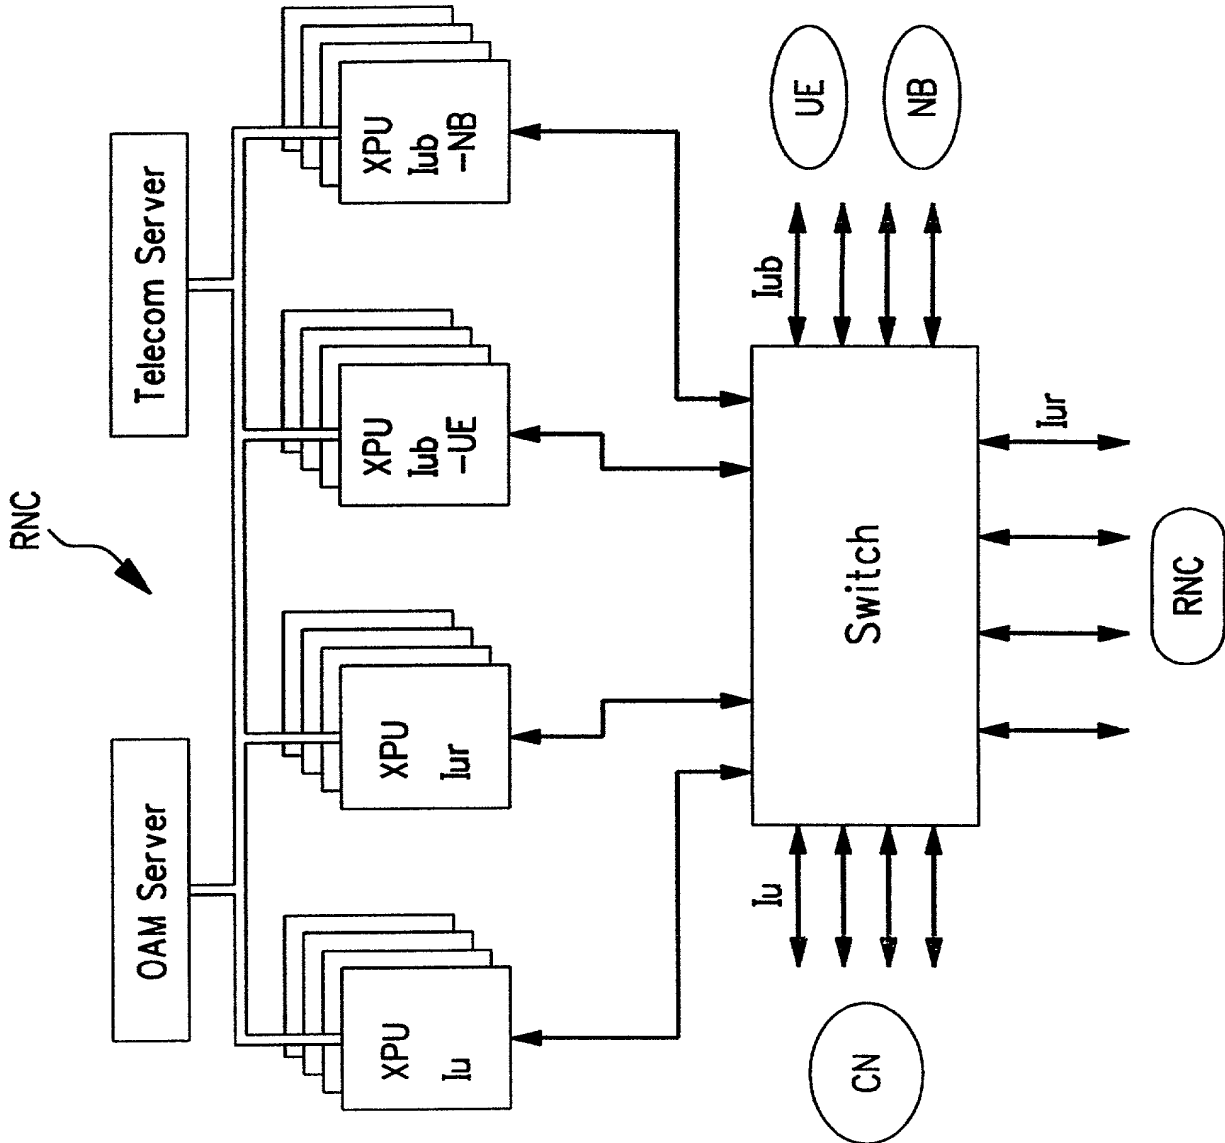 RNC
OAM Server
Telecom Server
XPU
Iu
XPU
Iur
XPU
Iub
-UE
XPU
Iub
-NB
Switch
Iu
CN
Iub
UE
NB
Iur
RNC